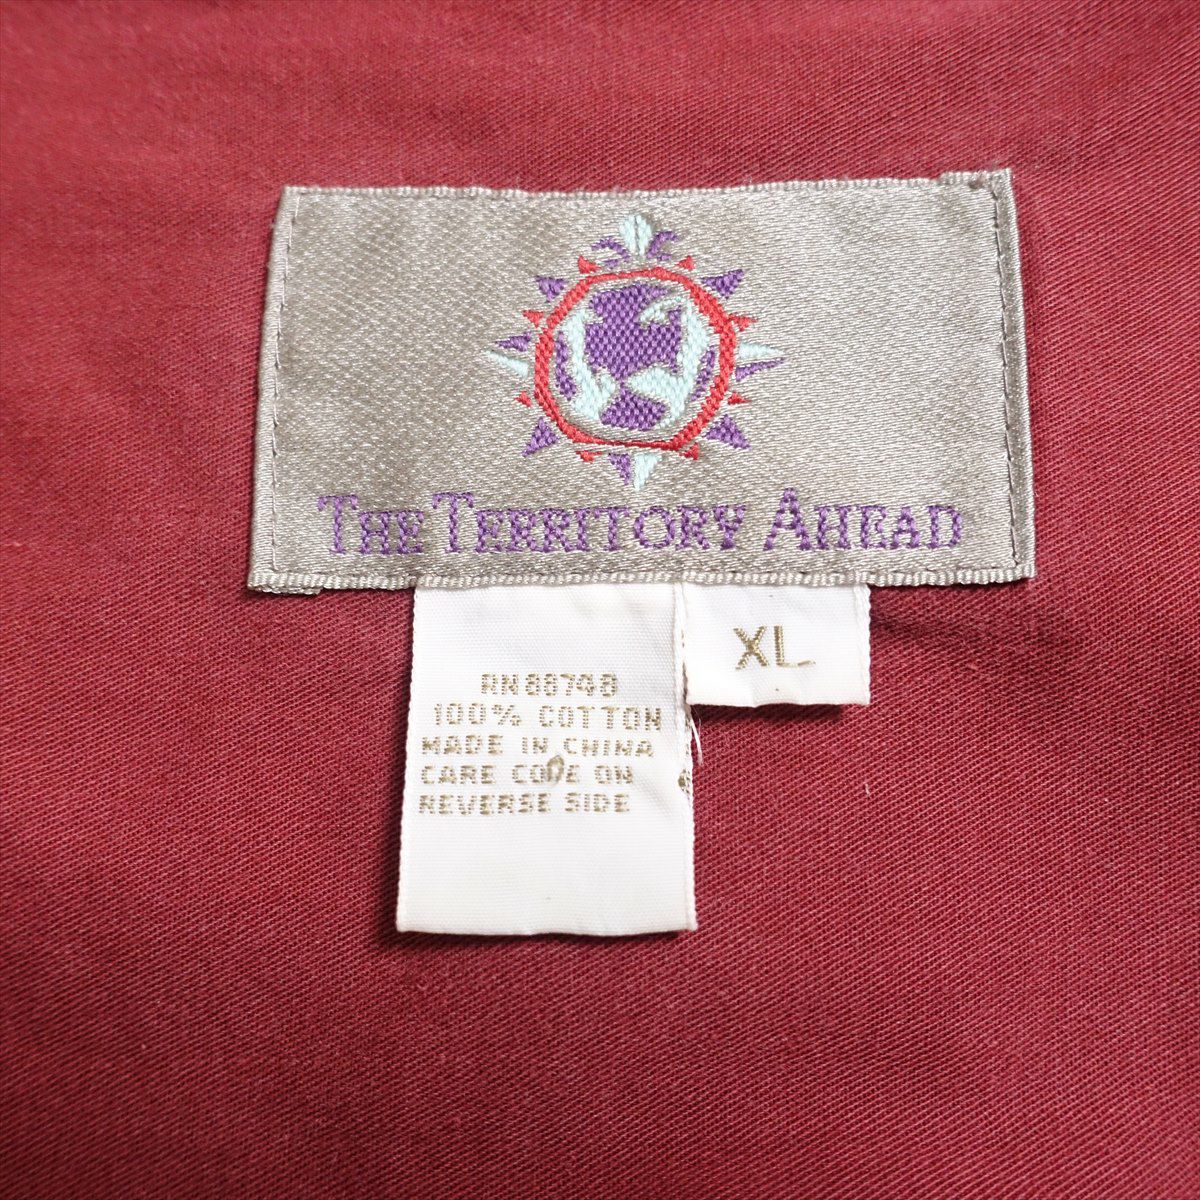 THE TERRITORY AHEAD
XL
RN 88748
100% COTTON
MADE IN CHINA
CARE CODE ON
REVERSE SIDE